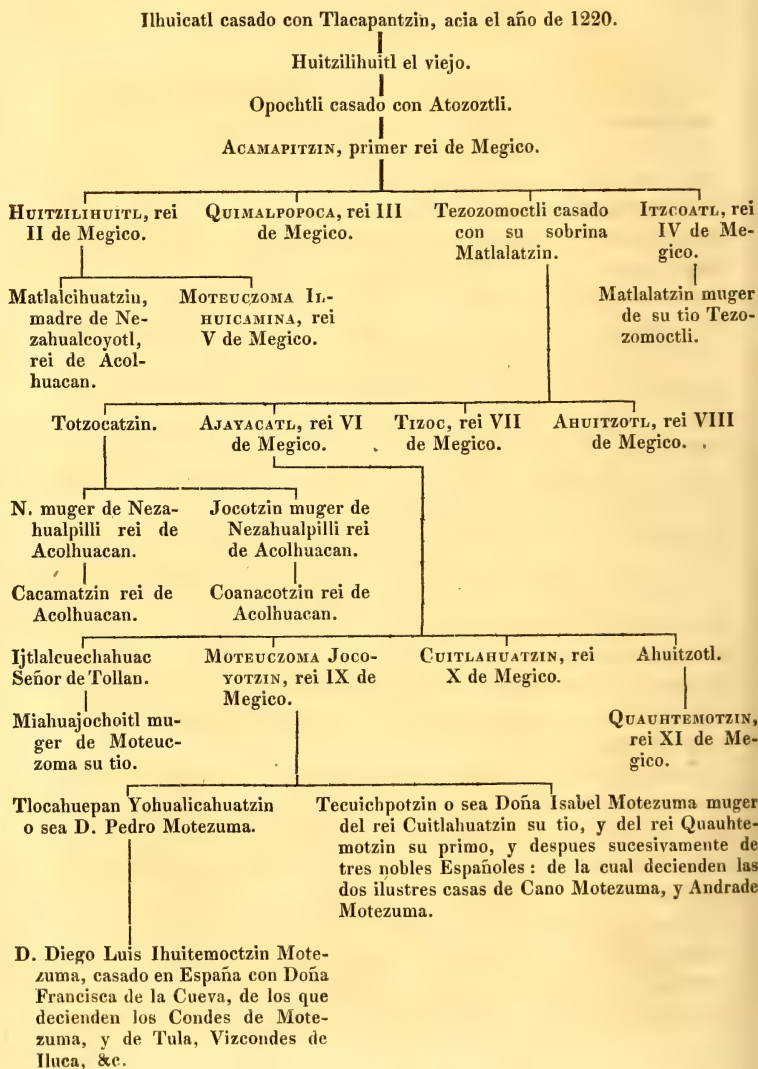 Ilhuicatl casado con Tlacapantzin, acia el año de 1220.
Huitzilihuitl el viejo.
Opochtli casado con Atozoztli.
ACAMAPITZIN, primer rei de Megico.
HUITZILIHUITL, rei
II de Megico.
QUIMALPOPOCA, rei III
de Megico.
Tezozomoctli casado
con su sobrina
Matlalatzin.
ITZCOATL, rei
IV de Me-
gico.
Matlalcihuatzin,
madre de Ne-
zahualcoyotl,
rei de Acol-
huacan.
MOTEUCZOMA IL-
HUICAMINA, rei
V de Megico.
Matlalatzin muger
de su tio Tezo-
zomoctli.
Totzocatzin.
AJAYACATL, rei VI
de Megico.
TIZOC, rei VII
de Megico.
AHUITZOTL, rei VIII
de Megico.
N. muger de Neza-
hualpilli rei de
Acolhuacan.
Jocotzin muger de
Nezahualpilli rei
de Acolhuacan.
Cacamatzin rei de
Acolhuacan.
Coanacotzin rei de
Acolhuacan.
Ijtlalcuechahuac
Señor de Tollan.
MOTEUCZOMA JOCO-
YOTZIN, rei IX de
Megico.
CUITLAHUATZIN, rei
X de Megico.
Ahuitzotl.
Miahuajochoitl mu-
ger de Moteuc-
zoma su tio.
QUAUHTEMOTZIN,
rei XI de Me-
gico.
Tlocahuepan Yohualicahuatzin
o sea D. Pedro Motezuma.
Tecuichpotzin o sea Doña Isabel Motezuma muger
del rei Cuitlahuatzin su tio, y del rei Quauhte-
motzin su primo, y despues sucesivamente de
tres nobles Españoles : de la cual decienden las
dos ilustres casas de Cano Motezuma, y Andrade
Motezuma.
D. Diego Luis Ihuitemoctzin Mote-
zuma, casado en España con Doña
Francisca de la Cueva, de los que
decienden los Condes de Mote-
zuma, y de Tula, Vizcondes de
Iluca, &c.